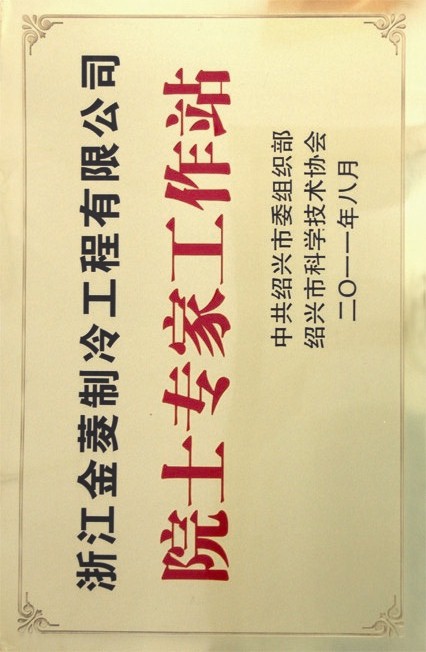 浙江金菱制冷工程有限公司
院士专家工作站
中共绍兴市委组织部
绍兴市科学技术协会
二〇一一年八月